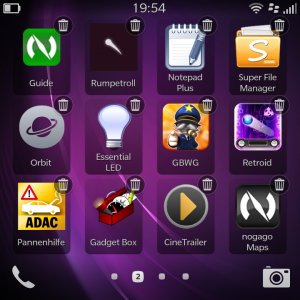 19:54
Guide
Rumpetroll
Notepad
Plus
Super File
Manager
Orbit
Essential
LED
GBWG
Retroid
ADAC
Pannenhilfe
Gadget Box
CineTrailer
nogago
Maps
2